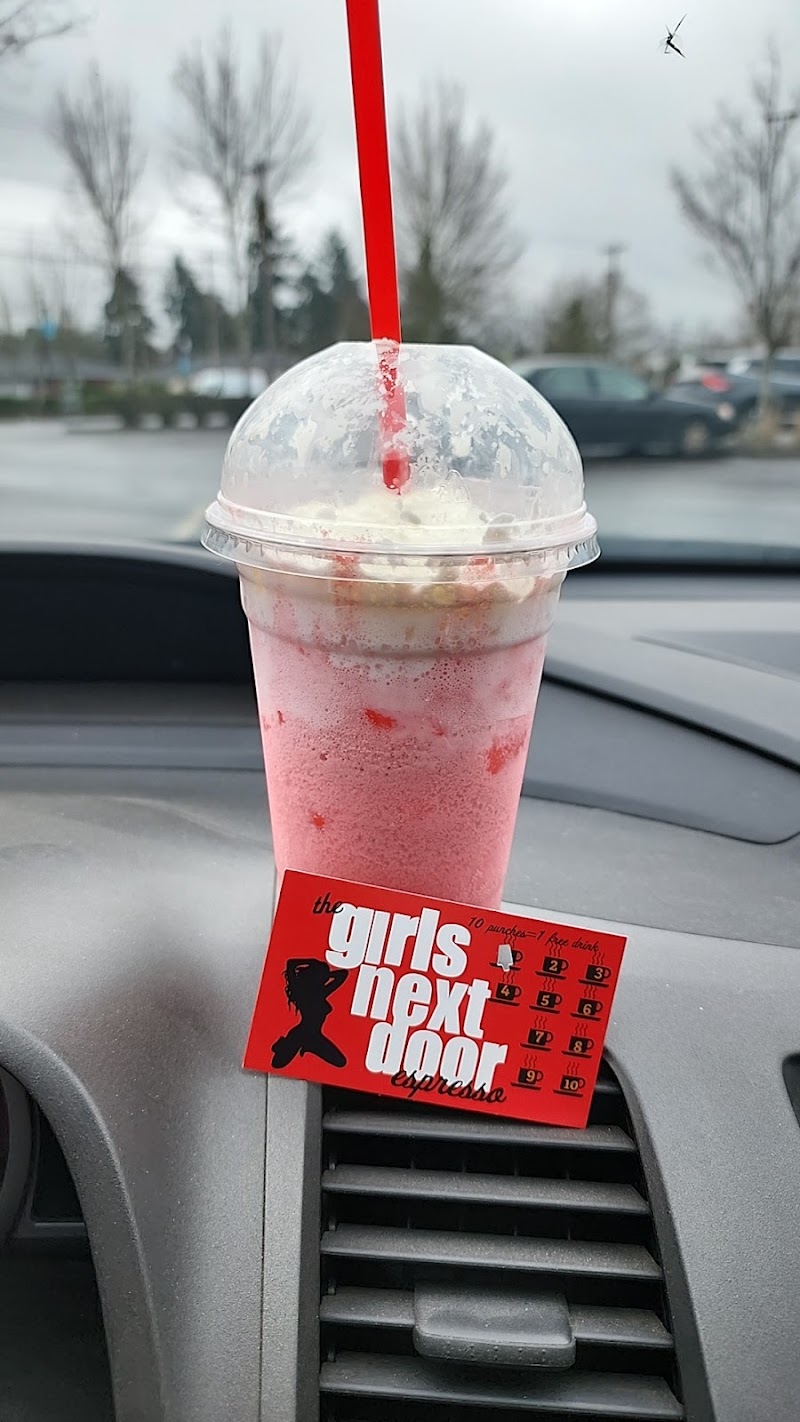 the
girls
next
door
espresso
10 punches=1 free drink
2 3
4 5 6
7 8
9 10